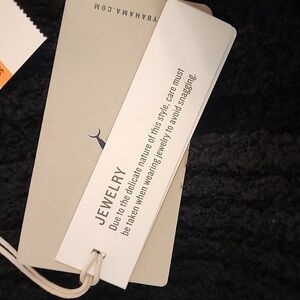 YBAHAMA.COM
JEWELRY
Due to the delicate nature of this style, care must
be taken when wearing jewelry to avoid snagging.